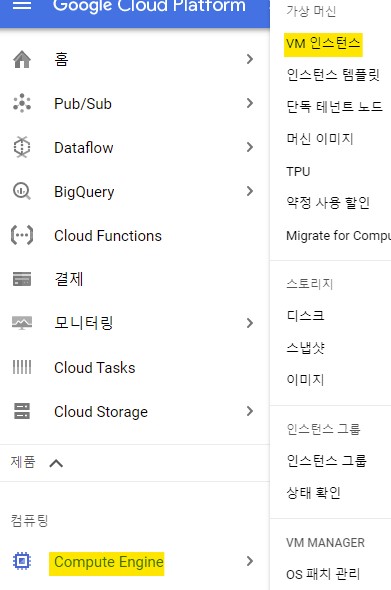 Google Cloud Platform
홈
Pub/Sub
Dataflow
BigQuery
Cloud Functions
결제
모니터링
Cloud Tasks
Cloud Storage
제품
컴퓨팅
Compute Engine
가상 머신
VM 인스턴스
인스턴스 템플릿
단독 테넌트 노드
머신 이미지
TPU
약정 사용 할인
Migrate for Compu
스토리지
디스크
스냅샷
이미지
인스턴스 그룹
인스턴스 그룹
상태 확인
VM MANAGER
OS 패치 관리